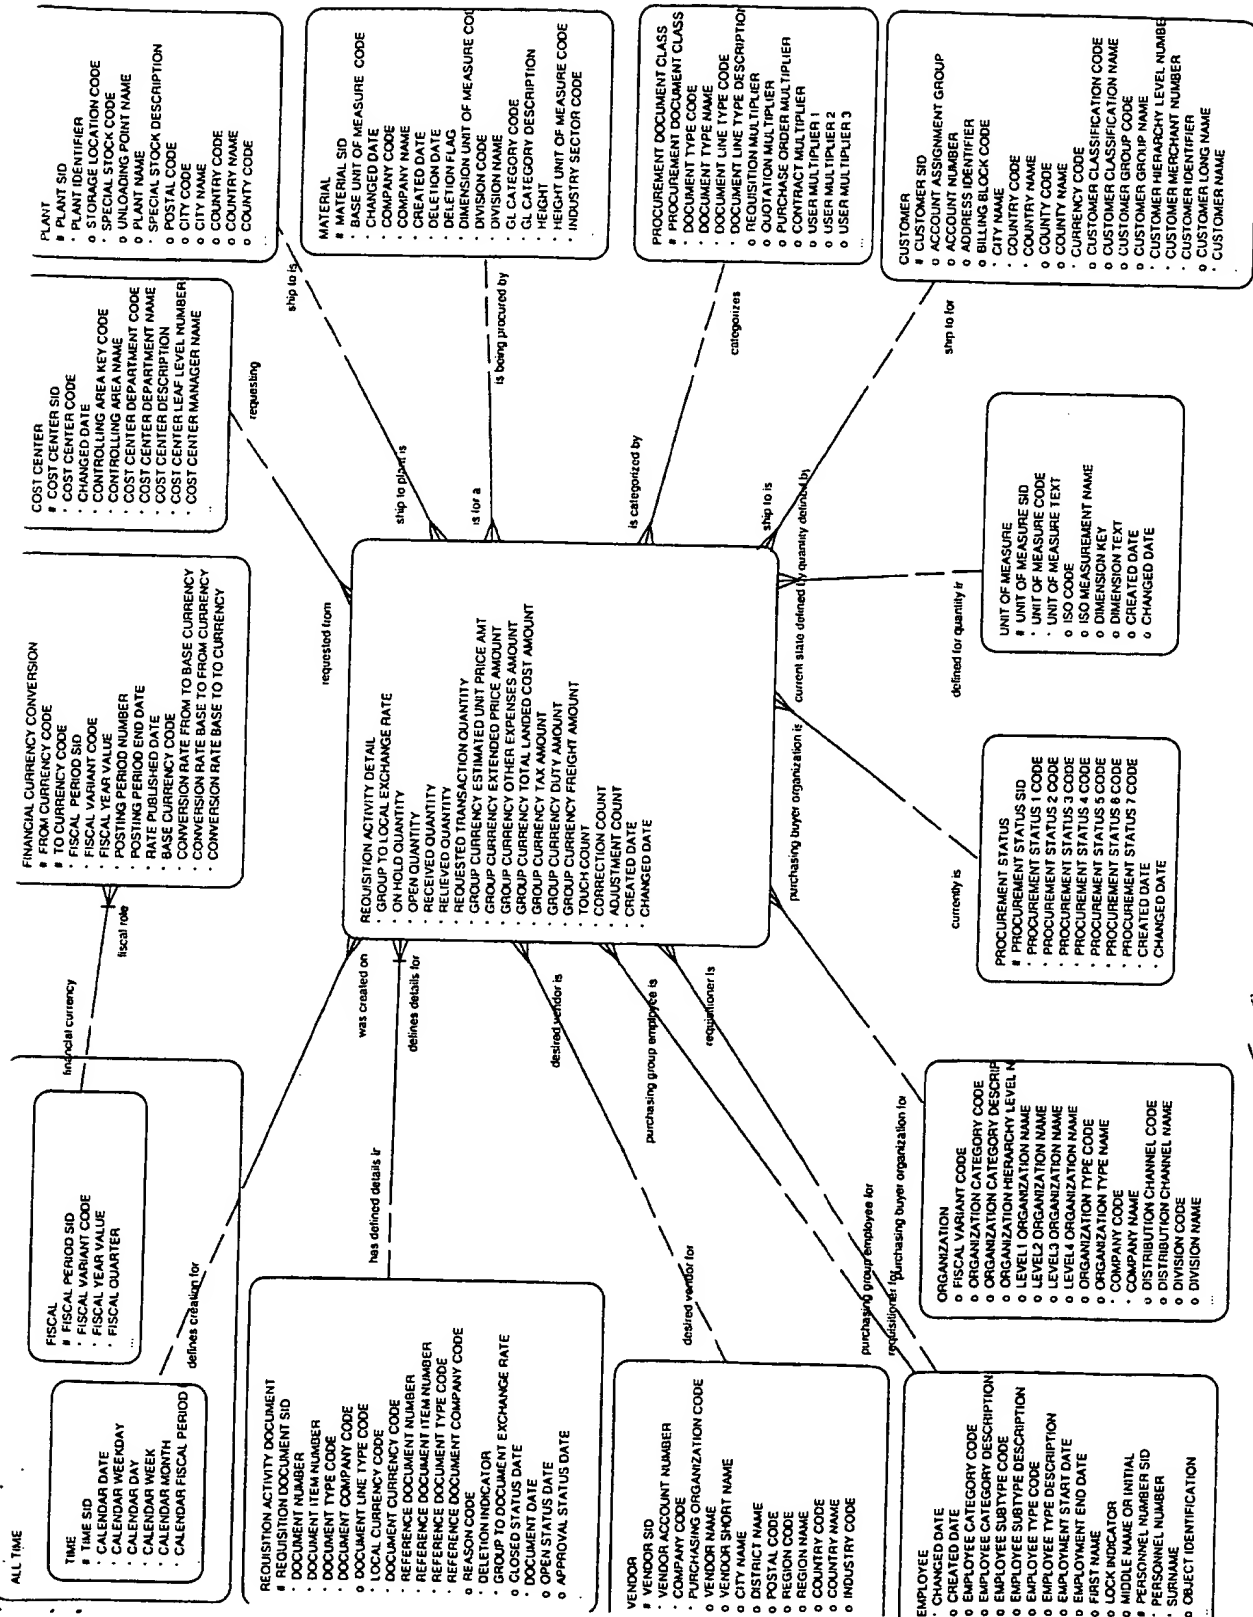 ALL TIME
TIME
# TIME SID
· CALENDAR DATE
· CALENDAR WEEKDAY
· CALENDAR DAY
· CALENDAR WEEK
· CALENDAR MONTH
· CALENDAR FISCAL PERIOD
...
FISCAL
# FISCAL PERIOD SID
· FISCAL VARIANT CODE
· FISCAL YEAR VALUE
· FISCAL QUARTER
...
financial currency
fiscal role
FINANCIAL CURRENCY CONVERSION
# FROM CURRENCY CODE
# TO CURRENCY CODE
· FISCAL PERIOD SID
· FISCAL VARIANT CODE
· FISCAL YEAR VALUE
· POSTING PERIOD NUMBER
· POSTING PERIOD END DATE
· RATE PUBLISHED DATE
· BASE CURRENCY CODE
· CONVERSION RATE FROM TO BASE CURRENCY
· CONVERSION RATE BASE TO FROM CURRENCY
· CONVERSION RATE BASE TO TO CURRENCY
COST CENTER
# COST CENTER SID
· COST CENTER CODE
· CHANGED DATE
· CONTROLLING AREA KEY CODE
· CONTROLLING AREA NAME
· COST CENTER DEPARTMENT CODE
· COST CENTER DEPARTMENT NAME
· COST CENTER DESCRIPTION
· COST CENTER LEAF LEVEL NUMBER
· COST CENTER MANAGER NAME
...
PLANT
# PLANT SID
· PLANT IDENTIFIER
o STORAGE LOCATION CODE
o SPECIAL STOCK CODE
o UNLOADING POINT NAME
o PLANT NAME
· SPECIAL STOCK DESCRIPTION
o POSTAL CODE
o CITY CODE
o CITY NAME
o COUNTRY CODE
o COUNTRY NAME
o COUNTY CODE
...
defines creation for
was created on
requested from
requesting
ship to plant is
ship to is
REQUISITION ACTIVITY DOCUMENT
# REQUISITION DOCUMENT SID
· DOCUMENT NUMBER
· DOCUMENT ITEM NUMBER
· DOCUMENT TYPE CODE
· DOCUMENT COMPANY CODE
o DOCUMENT LINE TYPE CODE
· LOCAL CURRENCY CODE
· DOCUMENT CURRENCY CODE
· REFERENCE DOCUMENT NUMBER
· REFERENCE DOCUMENT ITEM NUMBER
· REFERENCE DOCUMENT TYPE CODE
· REFERENCE DOCUMENT COMPANY CODE
o REASON CODE
· DELETION INDICATOR
· GROUP TO DOCUMENT EXCHANGE RATE
o CLOSED STATUS DATE
· DOCUMENT DATE
o OPEN STATUS DATE
o APPROVAL STATUS DATE
has defined details ir
defines details for
REQUISITION ACTIVITY DETAIL
· GROUP TO LOCAL EXCHANGE RATE
· ON HOLD QUANTITY
· OPEN QUANTITY
· RECEIVED QUANTITY
· RELIEVED QUANTITY
· REQUESTED TRANSACTION QUANTITY
· GROUP CURRENCY ESTIMATED UNIT PRICE AMT
· GROUP CURRENCY EXTENDED PRICE AMOUNT
· GROUP CURRENCY OTHER EXPENSES AMOUNT
· GROUP CURRENCY TOTAL LANDED COST AMOUNT
· GROUP CURRENCY TAX AMOUNT
· GROUP CURRENCY DUTY AMOUNT
· GROUP CURRENCY FREIGHT AMOUNT
· TOUCH COUNT
· CORRECTION COUNT
· ADJUSTMENT COUNT
· CREATED DATE
· CHANGED DATE
is for a
is being procured by
MATERIAL
# MATERIAL SID
· BASE UNIT OF MEASURE CODE
· CHANGED DATE
· COMPANY CODE
· COMPANY NAME
· CREATED DATE
· DELETION DATE
· DELETION FLAG
· DIMENSION UNIT OF MEASURE COD
· DIVISION CODE
· DIVISION NAME
· GL CATEGORY CODE
· GL CATEGORY DESCRIPTION
· HEIGHT
· HEIGHT UNIT OF MEASURE CODE
· INDUSTRY SECTOR CODE
...
VENDOR
# VENDOR SID
· VENDOR ACCOUNT NUMBER
· COMPANY CODE
· PURCHASING ORGANIZATION CODE
o VENDOR NAME
· VENDOR SHORT NAME
o CITY NAME
o DISTRICT NAME
o POSTAL CODE
o REGION CODE
o REGION NAME
o COUNTRY CODE
o COUNTRY NAME
o INDUSTRY CODE
...
desired vendor for
desired vendor is
is categorized by
categorizes
PROCUREMENT DOCUMENT CLASS
# PROCUREMENT DOCUMENT CLASS
· DOCUMENT TYPE CODE
· DOCUMENT TYPE NAME
· DOCUMENT LINE TYPE CODE
· DOCUMENT LINE TYPE DESCRIPTION
o REQUISITION MULTIPLIER
o QUOTATION MULTIPLIER
o PURCHASE ORDER MULTIPLIER
o CONTRACT MULTIPLIER
o USER MULTIPLIER 1
o USER MULTIPLIER 2
o USER MULTIPLIER 3
purchasing group employee for
purchasing group employee is
requisitioner for
requisitioner is
purchasing buyer organization for
purchasing buyer organization is
current state defined by
currently is
quantity defined by
defined for quantity ir
ship to is
ship to for
EMPLOYEE
· CHANGED DATE
o CREATED DATE
o EMPLOYEE CATEGORY CODE
o EMPLOYEE CATEGORY DESCRIPTION
o EMPLOYEE SUBTYPE CODE
o EMPLOYEE SUBTYPE DESCRIPTION
o EMPLOYEE TYPE CODE
o EMPLOYEE TYPE DESCRIPTION
o EMPLOYMENT START DATE
o EMPLOYMENT END DATE
· FIRST NAME
o LOCK INDICATOR
o MIDDLE NAME OR INITIAL
# PERSONNEL NUMBER SID
· PERSONNEL NUMBER
· SURNAME
o OBJECT IDENTIFICATION
...
ORGANIZATION
o FISCAL VARIANT CODE
o ORGANIZATION CATEGORY CODE
o ORGANIZATION CATEGORY DESCRIP
o ORGANIZATION HIERARCHY LEVEL N
o LEVEL1 ORGANIZATION NAME
o LEVEL2 ORGANIZATION NAME
o LEVEL3 ORGANIZATION NAME
o LEVEL4 ORGANIZATION NAME
o ORGANIZATION TYPE CODE
o ORGANIZATION TYPE NAME
· COMPANY CODE
· COMPANY NAME
o DISTRIBUTION CHANNEL CODE
o DISTRIBUTION CHANNEL NAME
o DIVISION CODE
o DIVISION NAME
...
PROCUREMENT STATUS
# PROCUREMENT STATUS SID
· PROCUREMENT STATUS 1 CODE
· PROCUREMENT STATUS 2 CODE
· PROCUREMENT STATUS 3 CODE
· PROCUREMENT STATUS 4 CODE
· PROCUREMENT STATUS 5 CODE
· PROCUREMENT STATUS 6 CODE
· PROCUREMENT STATUS 7 CODE
· CREATED DATE
· CHANGED DATE
UNIT OF MEASURE
# UNIT OF MEASURE SID
· UNIT OF MEASURE CODE
· UNIT OF MEASURE TEXT
o ISO CODE
o ISO MEASUREMENT NAME
o DIMENSION KEY
o DIMENSION TEXT
o CREATED DATE
o CHANGED DATE
CUSTOMER
# CUSTOMER SID
o ACCOUNT ASSIGNMENT GROUP
o ACCOUNT NUMBER
o ADDRESS IDENTIFIER
o BILLING BLOCK CODE
· CITY NAME
· COUNTRY CODE
· COUNTRY NAME
o COUNTY CODE
o COUNTY NAME
· CURRENCY CODE
o CUSTOMER CLASSIFICATION CODE
o CUSTOMER CLASSIFICATION NAME
o CUSTOMER GROUP CODE
o CUSTOMER GROUP NAME
· CUSTOMER HIERARCHY LEVEL NUMBE
· CUSTOMER MERCHANT NUMBER
· CUSTOMER IDENTIFIER
o CUSTOMER LONG NAME
· CUSTOMER NAME
...